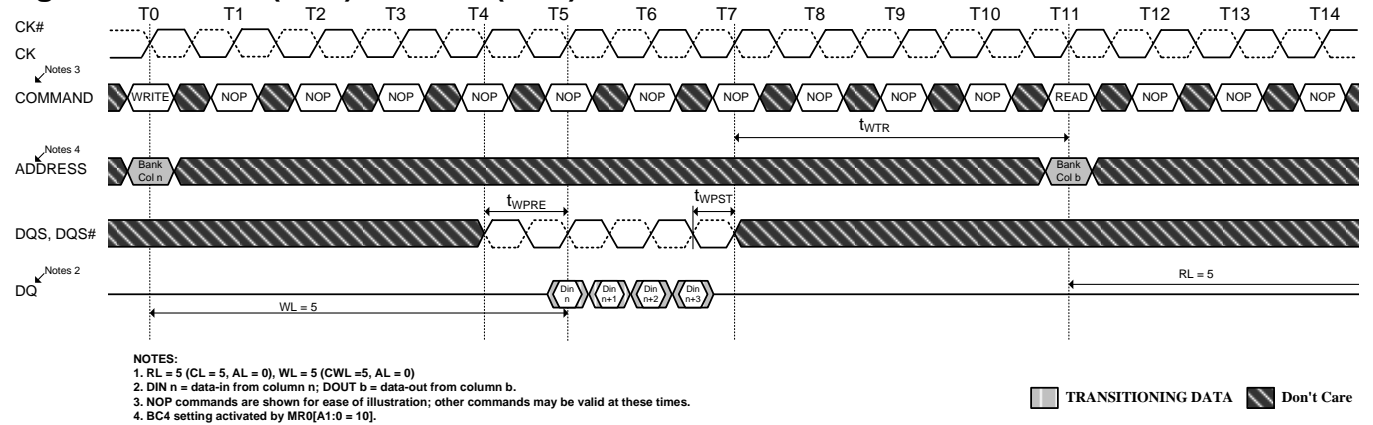 T0 T1 T2 T3 T4 T5 T6 T7 T8 T9 T10 T11 T12 T13 T14
CK#
CK
Notes 3
COMMAND WRITE NOP NOP NOP NOP NOP NOP NOP NOP NOP NOP READ NOP NOP NOP
tWTR
Notes 4
ADDRESS
Bank Bank
Col n Col b
tWPRE tWPST
DQS, DQS#
Notes 2
RL = 5
DQ
Din Din Din Din
n n+1 n+2 n+3
WL = 5
NOTES:
1. RL = 5 (CL = 5, AL = 0), WL = 5 (CWL =5, AL = 0)
2. DIN n = data-in from column n; DOUT b = data-out from column b.
3. NOP commands are shown for ease of illustration; other commands may be valid at these times.
4. BC4 setting activated by MR0[A1:0 = 10].
TRANSITIONING DATA Don't Care